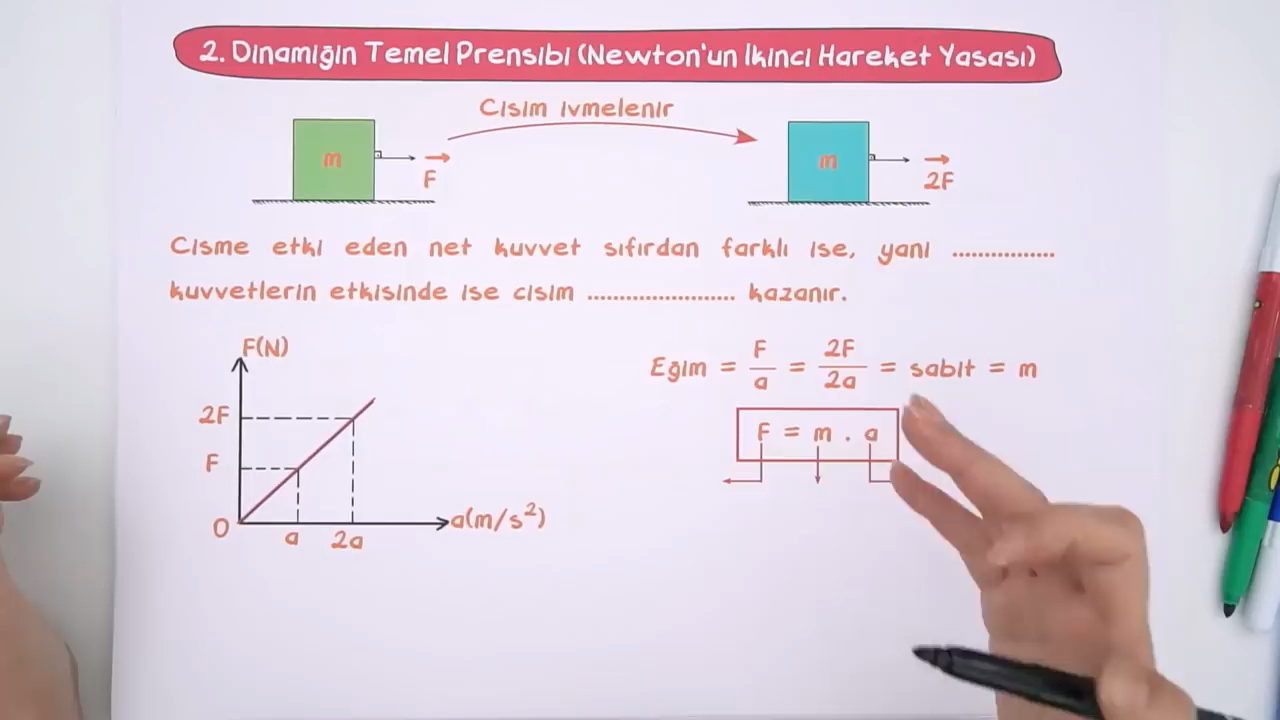 2. Dinamiğin Temel Prensibi (Newton'un İkinci Hareket Yasası)
Cisim ivmelenir
m
F
m
2F
Cisme etki eden net kuvvet sıfırdan farklı ise, yani ................
kuvvetlerin etkisinde ise cisim ....................... kazanır.
F(N)
2F
F
0
a
2a
a(m/s²)
Eğim = F/a = 2F/2a = sabit = m
F = m . a